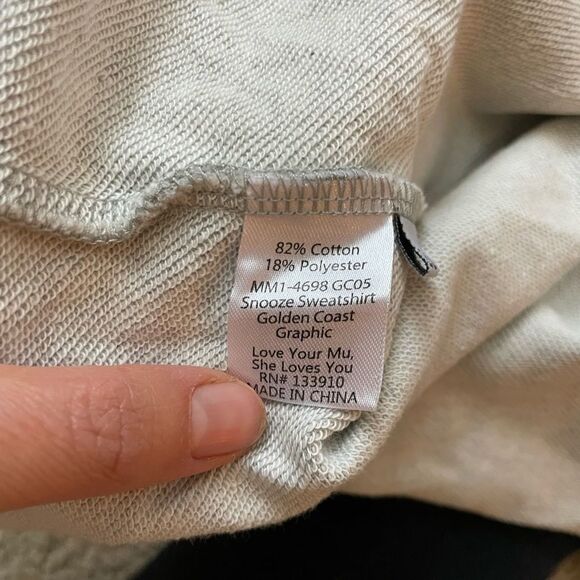 82% Cotton
18% Polyester
MM1-4698 GC05
Snooze Sweatshirt
Golden Coast
Graphic
Love Your Mu,
She Loves You
RN# 133910
MADE IN CHINA